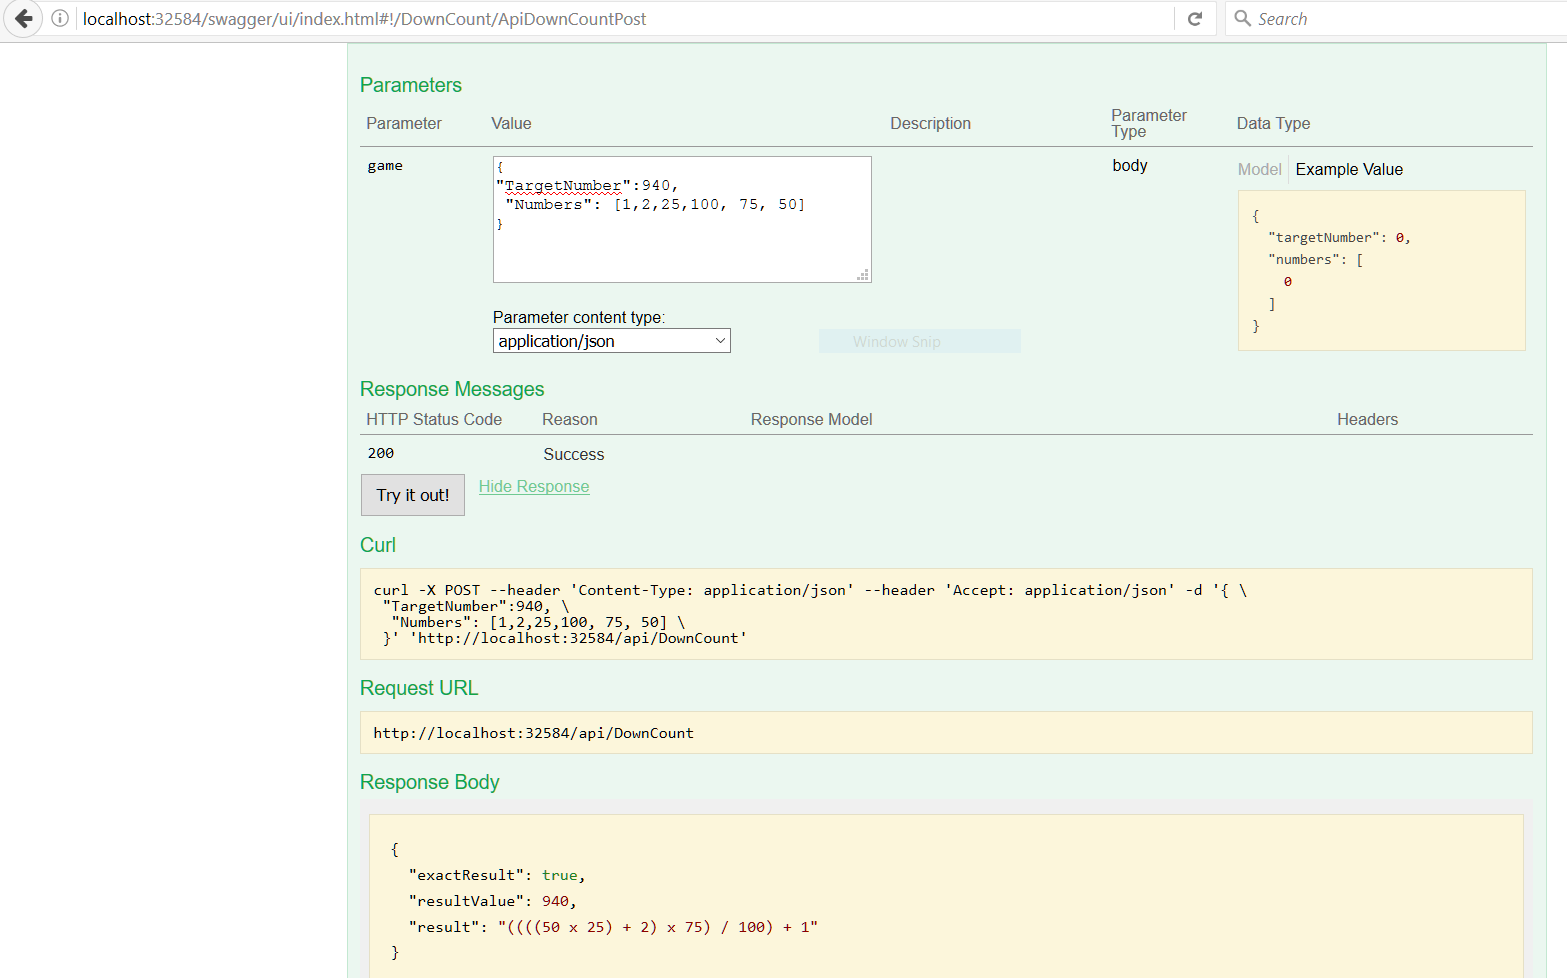 localhost:32584/swagger/ui/index.html#!/DownCount/ApiDownCountPost
Search
Parameters
Parameter Value Description Parameter Type Data Type
game
{
"TargetNumber":940,
"Numbers": [1,2,25,100, 75, 50]
}
body
Model Example Value
{
"targetNumber": 0,
"numbers": [
0
]
}
Parameter content type:
application/json
Window Snip
Response Messages
HTTP Status Code Reason Response Model Headers
200 Success
Try it out! Hide Response
Curl
curl -X POST --header 'Content-Type: application/json' --header 'Accept: application/json' -d '{ \
"TargetNumber":940, \
"Numbers": [1,2,25,100, 75, 50] \
}' 'http://localhost:32584/api/DownCount'
Request URL
http://localhost:32584/api/DownCount
Response Body
{
"exactResult": true,
"resultValue": 940,
"result": "((((50 x 25) + 2) x 75) / 100) + 1"
}